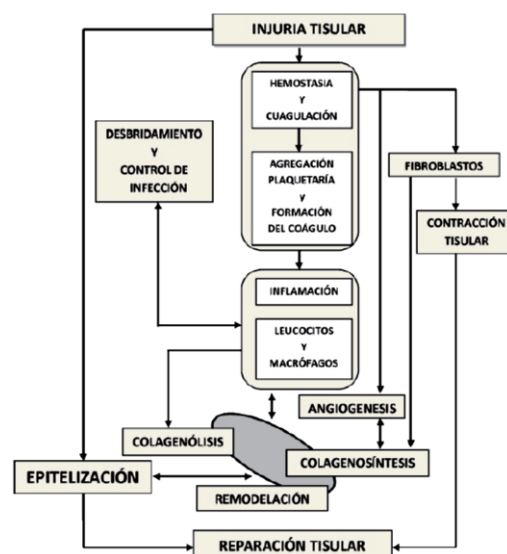 INJURIA TISULAR
HEMOSTASIA
Y
CUAGULACIÓN
DESBRIDAMIENTO
Y
CONTROL DE
INFECCIÓN
AGREGACIÓN
PLAQUETARÍA
Y
FORMACIÓN
DEL COÁGULO
FIBROBLASTOS
CONTRACCIÓN
TISULAR
INFLAMACIÓN
LEUCOCITOS
Y
MACRÓFAGOS
ANGIOGENESIS
COLAGENÓLISIS
COLAGENOSÍNTESIS
EPITELIZACIÓN
REMODELACIÓN
REPARACIÓN TISULAR